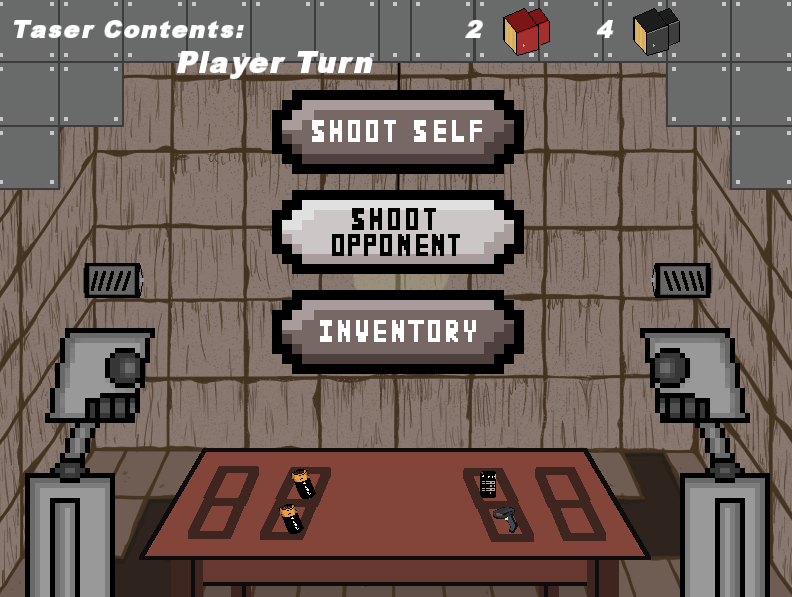 Taser Contents: 2 4
Player Turn
SHOOT SELF
SHOOT
OPPONENT
INVENTORY